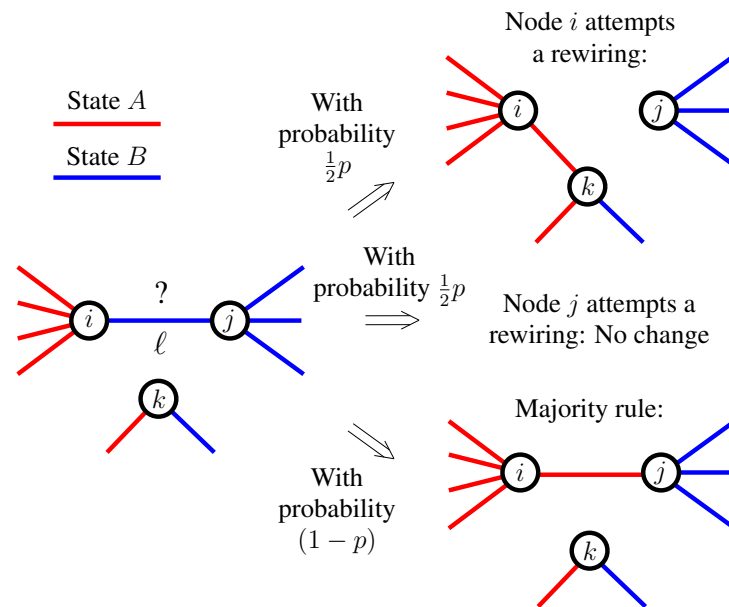 Node i attempts
a rewiring:
State A
State B
With
probability
½p
i
j
k
?
i
j
ℓ
k
With
probability ½p
Node j attempts a
rewiring: No change
With
probability
(1 − p)
Majority rule:
i
j
k